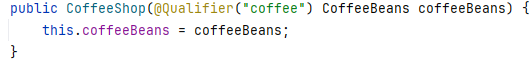 public CoffeeShop(@Qualifier("coffee") CoffeeBeans coffeeBeans) {
    this.coffeeBeans = coffeeBeans;
}